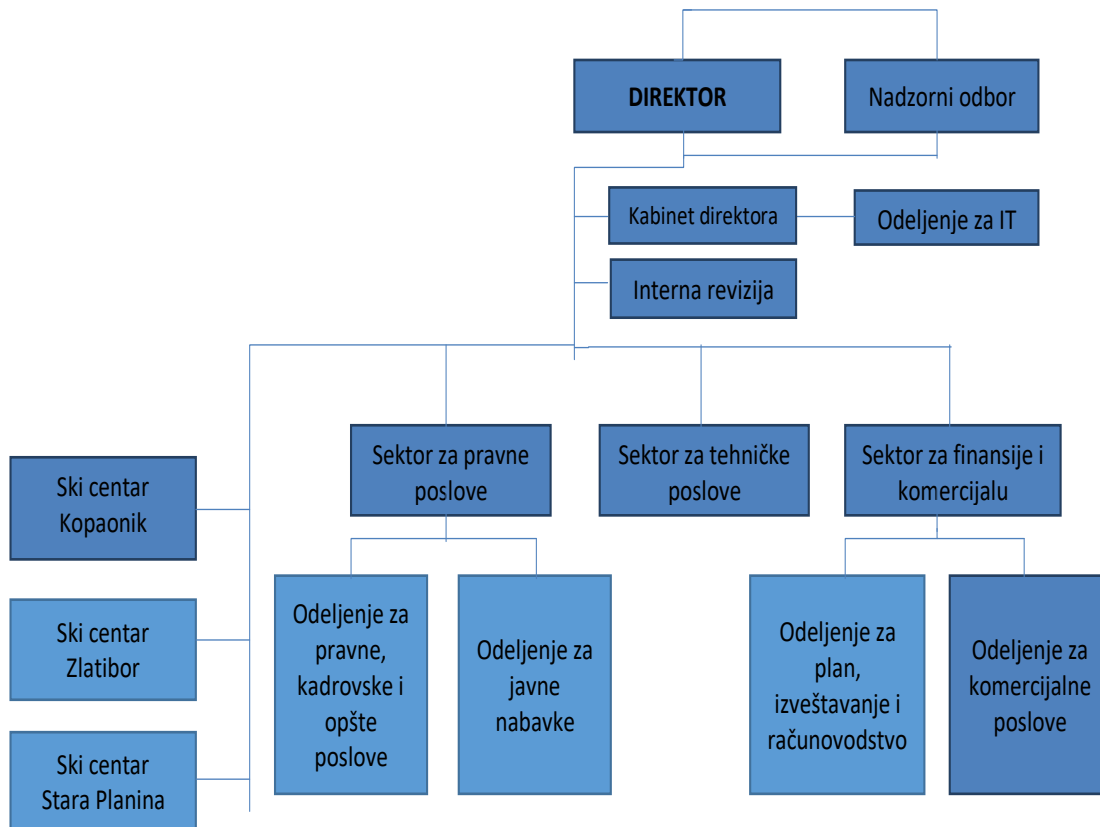 DIREKTOR
Nadzorni odbor
Kabinet direktora
Odeljenje za IT
Interna revizija
Sektor za pravne
poslove
Sektor za tehničke
poslove
Sektor za finansije i
komercijalu
Ski centar
Kopaonik
Ski centar
Zlatibor
Ski centar
Stara Planina
Odeljenje za
pravne,
kadrovske i
opšte
poslove
Odeljenje za
javne
nabavke
Odeljenje za
plan,
izveštavanje i
računovodstvo
Odeljenje za
komercijalne
poslove